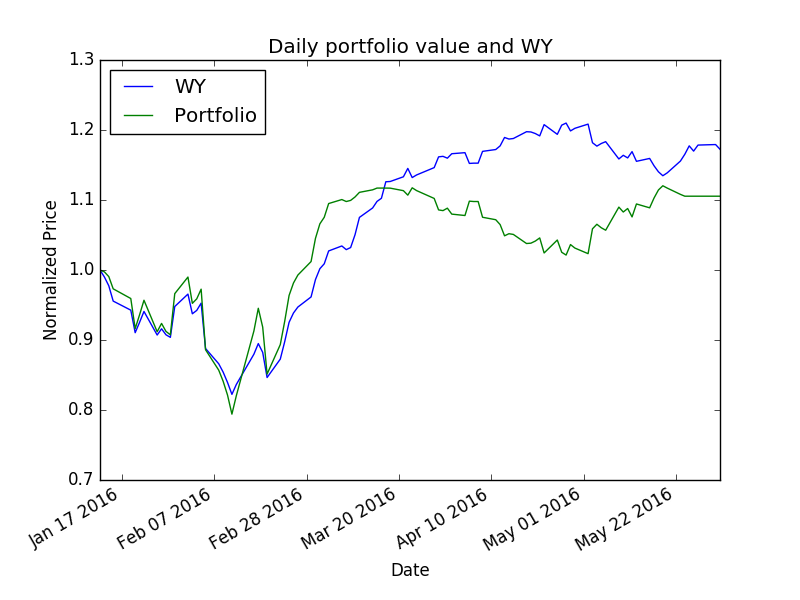 Daily portfolio value and WY
WY
Portfolio
1.3
1.2
1.1
1.0
0.9
0.8
0.7
Normalized Price
Jan 17 2016
Feb 07 2016
Feb 28 2016
Mar 20 2016
Apr 10 2016
May 01 2016
May 22 2016
Date